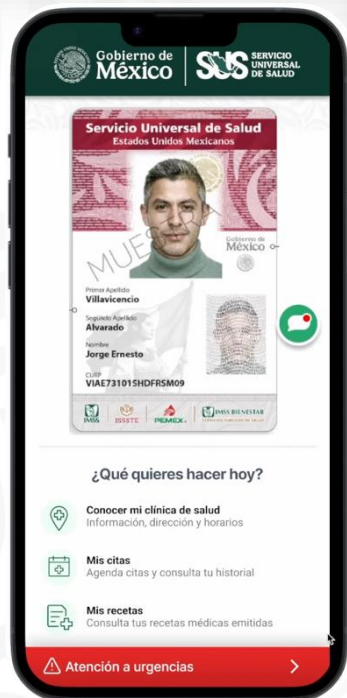 Gobierno de
México
SUS
SERVICIO
UNIVERSAL
DE SALUD
Servicio Universal de Salud
Estados Unidos Mexicanos
MUESTRA
Gobierno de
México
Primer Apellido
Villavicencio
Segundo Apellido
Alvarado
Nombre
Jorge Ernesto
CURP
VIAE731015HDFRSM09
IMSS
ISSSTE
PEMEX
IMSS BIENESTAR
¿Qué quieres hacer hoy?
Conocer mi clínica de salud
Información, dirección y horarios
Mis citas
Agenda citas y consulta tu historial
Mis recetas
Consulta tus recetas médicas emitidas
Atención a urgencias